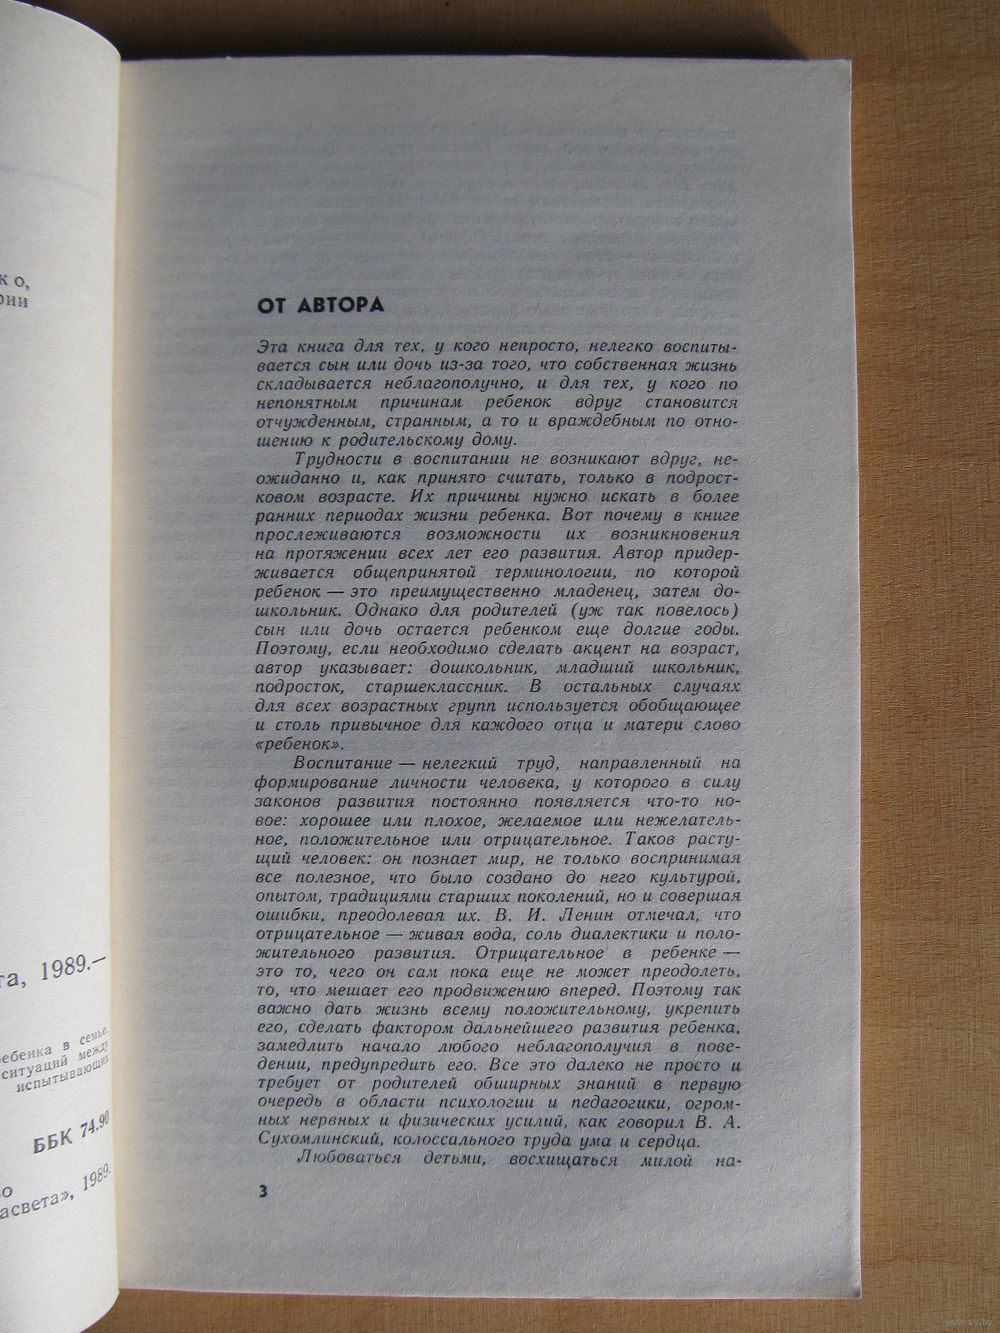 к о,
рии
та, 1989.—
ребенка в семье.
ситуаций между
испытывающих
ББК 74.90
о
асвета», 1989.
ОТ АВТОРА
Эта книга для тех, у кого непросто, нелегко воспиты-
вается сын или дочь из-за того, что собственная жизнь
складывается неблагополучно, и для тех, у кого по
непонятным причинам ребенок вдруг становится
отчужденным, странным, а то и враждебным по отно-
шению к родительскому дому.
Трудности в воспитании не возникают вдруг, не-
ожиданно и, как принято считать, только в подрост-
ковом возрасте. Их причины нужно искать в более
ранних периодах жизни ребенка. Вот почему в книге
прослеживаются возможности их возникновения
на протяжении всех лет его развития. Автор придер-
живается общепринятой терминологии, по которой
ребенок — это преимущественно младенец, затем до-
школьник. Однако для родителей (уж так повелось)
сын или дочь остается ребенком еще долгие годы.
Поэтому, если необходимо сделать акцент на возраст,
автор указывает: дошкольник, младший школьник,
подросток, старшеклассник. В остальных случаях
для всех возрастных групп используется обобщающее
и столь привычное для каждого отца и матери слово
«ребенок».
Воспитание — нелегкий труд, направленный на
формирование личности человека, у которого в силу
законов развития постоянно появляется что-то но-
вое: хорошее или плохое, желаемое или нежелатель-
ное, положительное или отрицательное. Таков расту-
щий человек: он познает мир, не только воспринимая
все полезное, что было создано до него культурой,
опытом, традициями старших поколений, но и совершая
ошибки, преодолевая их. В. И. Ленин отмечал, что
отрицательное — живая вода, соль диалектики и поло-
жительного развития. Отрицательное в ребенке —
это то, чего он сам пока еще не может преодолеть,
то, что мешает его продвижению вперед. Поэтому так
важно дать жизнь всему положительному, укрепить
его, сделать фактором дальнейшего развития ребенка,
замедлить начало любого неблагополучия в пове-
дении, предупредить его. Все это далеко не просто и
требует от родителей обширных знаний в первую
очередь в области психологии и педагогики, огром-
ных нервных и физических усилий, как говорил В. А.
Сухомлинский, колоссального труда ума и сердца.
Любоваться детьми, восхищаться милой на-
3
www.ay.by